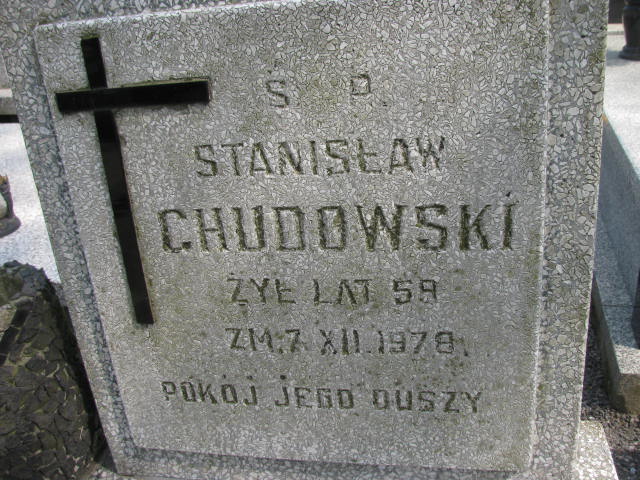 Ś P.
STANISŁAW
CHUDOWSKI
ŻYŁ LAT 59
ZM. 7 XII. 1978.
POKÓJ JEGO DUSZY